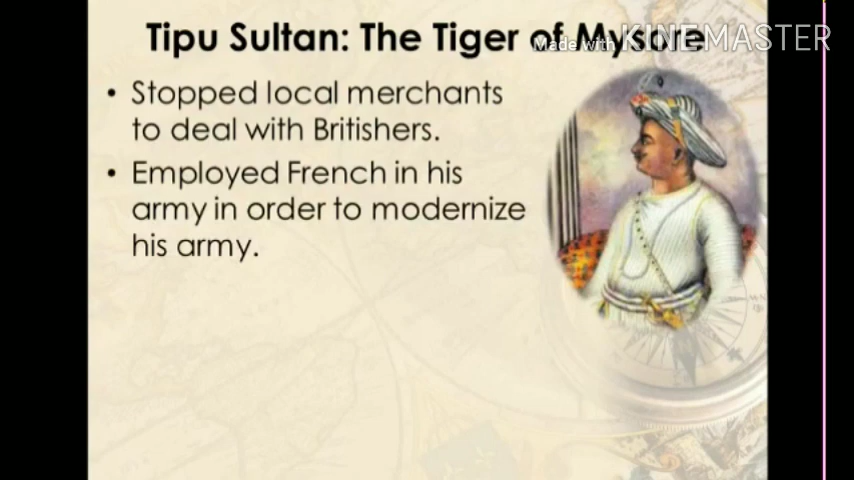 Tipu Sultan: The Tiger of Mysore
Made with KINEMASTER
• Stopped local merchants
to deal with Britishers.
• Employed French in his
army in order to modernize
his army.